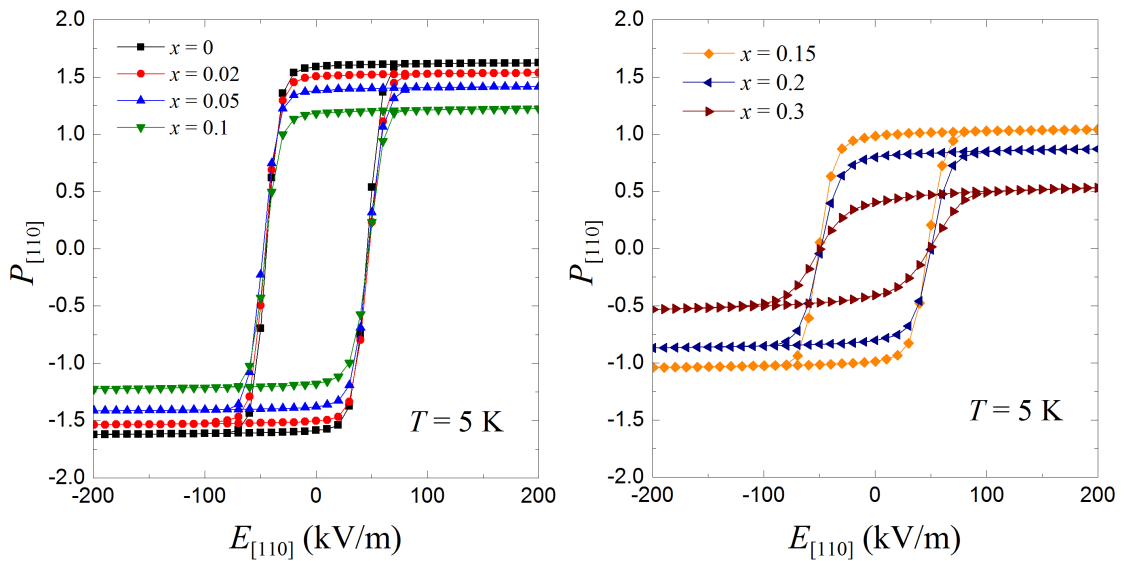 2.0
1.5
1.0
0.5
0.0
-0.5
-1.0
-1.5
-2.0
P[110]
x = 0
x = 0.02
x = 0.05
x = 0.1
T = 5 K
-200 -100 0 100 200
E[110] (kV/m)
2.0
1.5
1.0
0.5
0.0
-0.5
-1.0
-1.5
-2.0
P[110]
x = 0.15
x = 0.2
x = 0.3
T = 5 K
-200 -100 0 100 200
E[110] (kV/m)